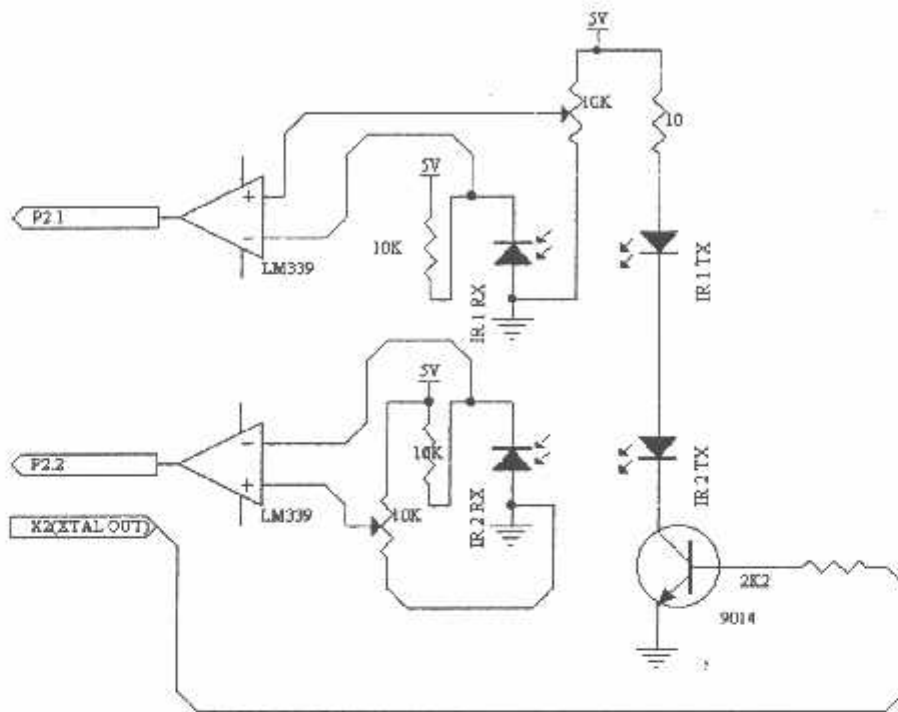 5V
10K
10
P2.1
+
−
LM339
5V
10K
IR 1 RX
IR 1 TX
5V
10K
P2.2
−
+
LM339
10K
IR 2 RX
IR 2 TX
X2(XTAL OUT)
2K2
9014